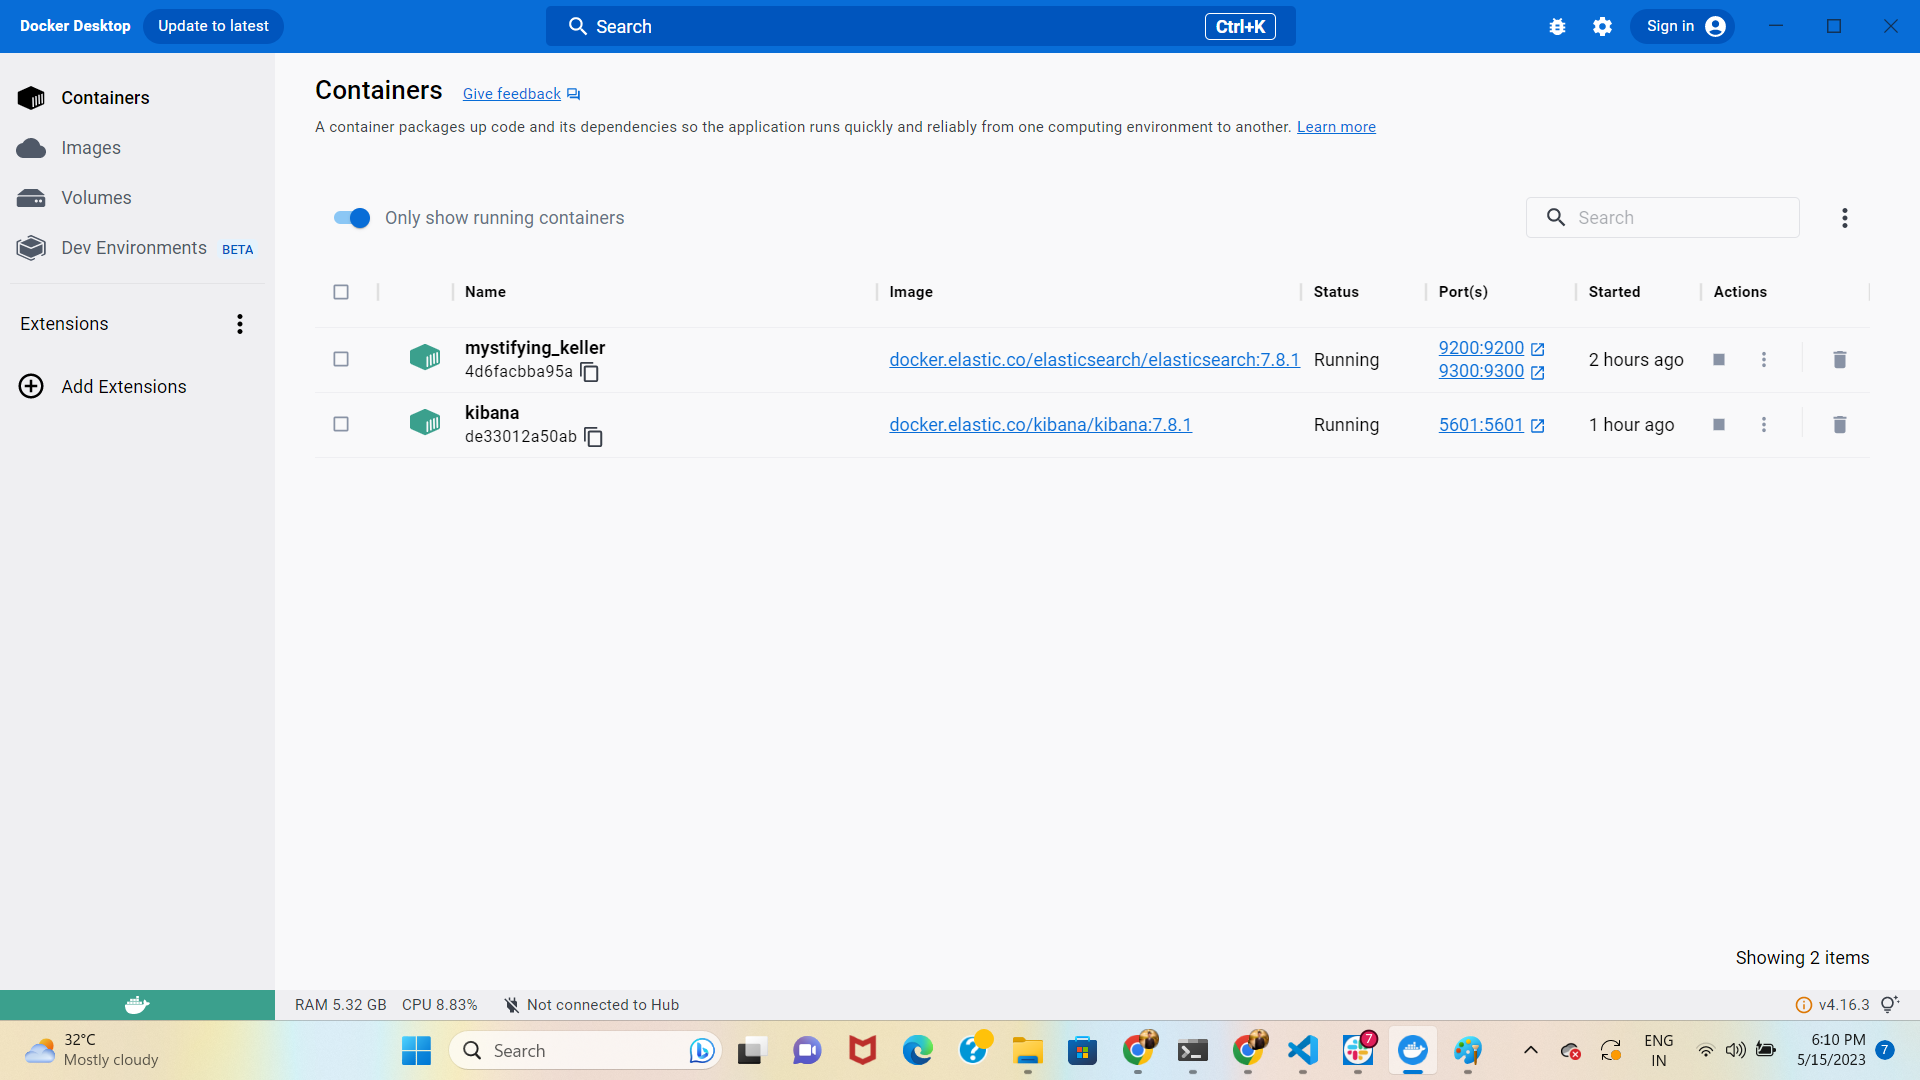 Docker Desktop
Update to latest
Search
Ctrl+K
Sign in
Containers
Images
Volumes
Dev Environments BETA
Extensions
Add Extensions
Containers
Give feedback
A container packages up code and its dependencies so the application runs quickly and reliably from one computing environment to another. Learn more
Only show running containers
Search
Name Image Status Port(s) Started Actions
mystifying_keller
4d6facbba95a
docker.elastic.co/elasticsearch/elasticsearch:7.8.1
Running
9200:9200
9300:9300
2 hours ago
kibana
de33012a50ab
docker.elastic.co/kibana/kibana:7.8.1
Running
5601:5601
1 hour ago
Showing 2 items
RAM 5.32 GB CPU 8.83% Not connected to Hub
v4.16.3
32°C
Mostly cloudy
Search
7
ENG
IN
6:10 PM
5/15/2023
7